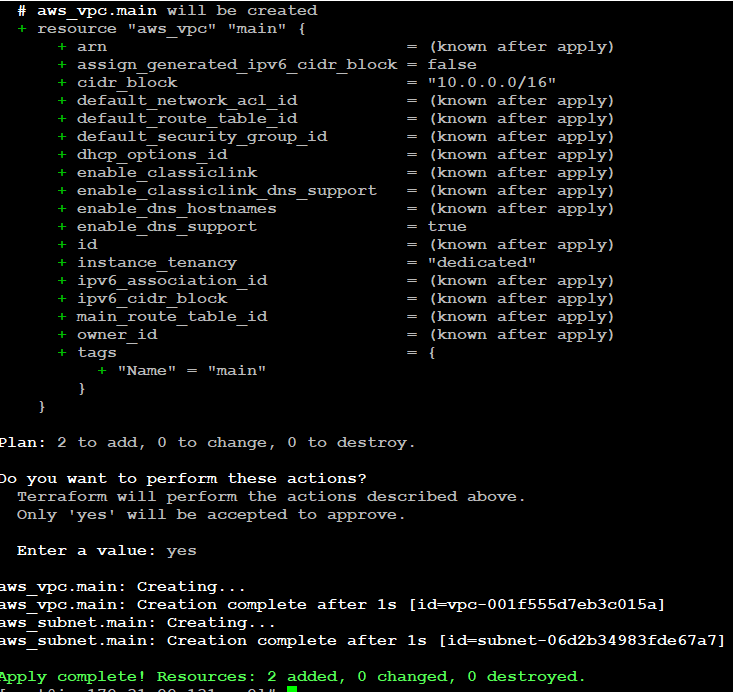 # aws_vpc.main will be created
+ resource "aws_vpc" "main" {
+ arn = (known after apply)
+ assign_generated_ipv6_cidr_block = false
+ cidr_block = "10.0.0.0/16"
+ default_network_acl_id = (known after apply)
+ default_route_table_id = (known after apply)
+ default_security_group_id = (known after apply)
+ dhcp_options_id = (known after apply)
+ enable_classiclink = (known after apply)
+ enable_classiclink_dns_support = (known after apply)
+ enable_dns_hostnames = (known after apply)
+ enable_dns_support = true
+ id = (known after apply)
+ instance_tenancy = "dedicated"
+ ipv6_association_id = (known after apply)
+ ipv6_cidr_block = (known after apply)
+ main_route_table_id = (known after apply)
+ owner_id = (known after apply)
+ tags = {
+ "Name" = "main"
}
}
Plan: 2 to add, 0 to change, 0 to destroy.
Do you want to perform these actions?
Terraform will perform the actions described above.
Only 'yes' will be accepted to approve.
Enter a value: yes
aws_vpc.main: Creating...
aws_vpc.main: Creation complete after 1s [id=vpc-001f555d7eb3c015a]
aws_subnet.main: Creating...
aws_subnet.main: Creation complete after 1s [id=subnet-06d2b34983fde67a7]
Apply complete! Resources: 2 added, 0 changed, 0 destroyed.